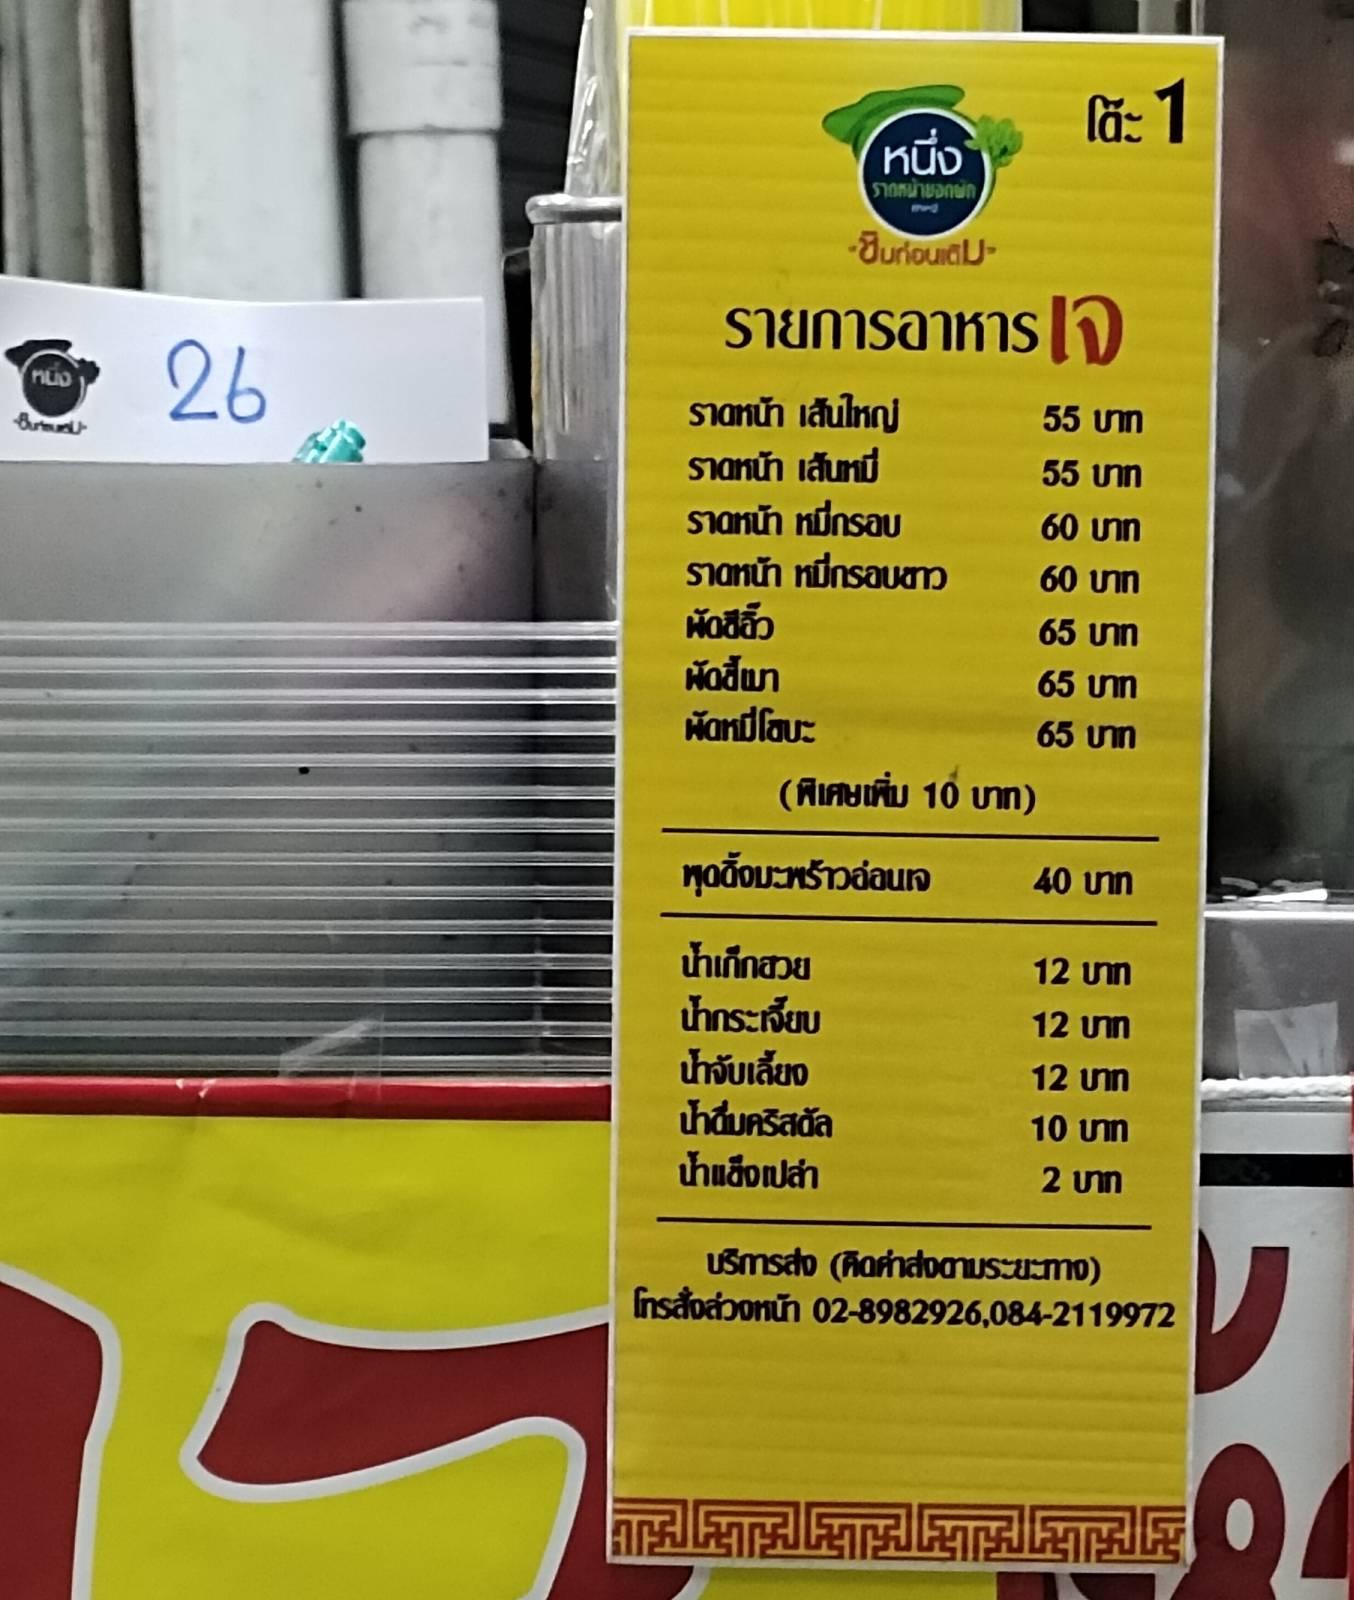 โต๊ะ 1
หนึ่ง
ราดหน้ายอดผัก
"ชิมก่อนเติม"
รายการอาหารเจ
ราดหน้า เส้นใหญ่ 55 บาท
ราดหน้า เส้นหมี่ 55 บาท
ราดหน้า หมี่กรอบ 60 บาท
ราดหน้า หมี่กรอบขาว 60 บาท
ผัดซีอิ๊ว 65 บาท
ผัดขี้เมา 65 บาท
ผัดหมี่โซบะ 65 บาท
(พิเศษเพิ่ม 10 บาท)
พุดดิ้งมะพร้าวอ่อนเจ 40 บาท
น้ำเก๊กฮวย 12 บาท
น้ำกระเจี๊ยบ 12 บาท
น้ำจับเลี้ยง 12 บาท
น้ำดื่มคริสตัล 10 บาท
น้ำแข็งเปล่า 2 บาท
บริการส่ง (คิดค่าส่งตามระยะทาง)
โทรสั่งล่วงหน้า 02-8982926,084-2119972
หนึ่ง
"ชิมก่อนเติม"
26